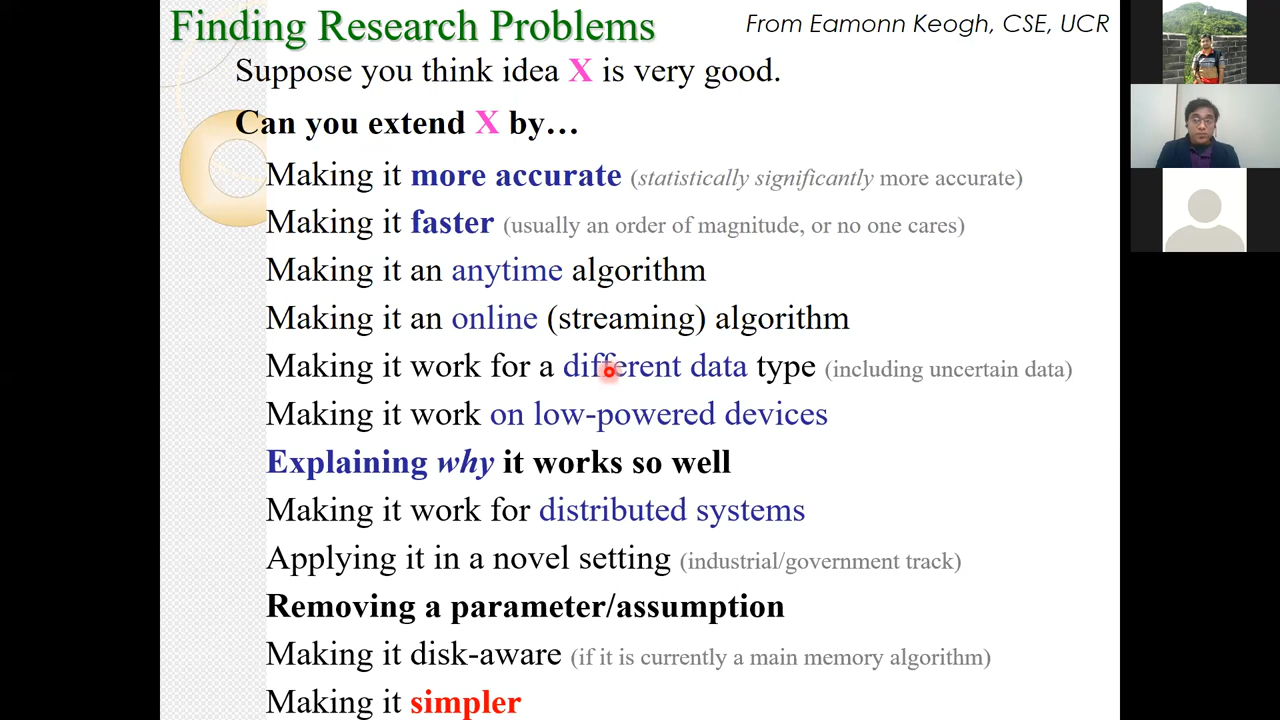 Finding Research Problems
From Eamonn Keogh, CSE, UCR
Suppose you think idea X is very good.
Can you extend X by…
Making it more accurate (statistically significantly more accurate)
Making it faster (usually an order of magnitude, or no one cares)
Making it an anytime algorithm
Making it an online (streaming) algorithm
Making it work for a different data type (including uncertain data)
Making it work on low-powered devices
Explaining why it works so well
Making it work for distributed systems
Applying it in a novel setting (industrial/government track)
Removing a parameter/assumption
Making it disk-aware (if it is currently a main memory algorithm)
Making it simpler